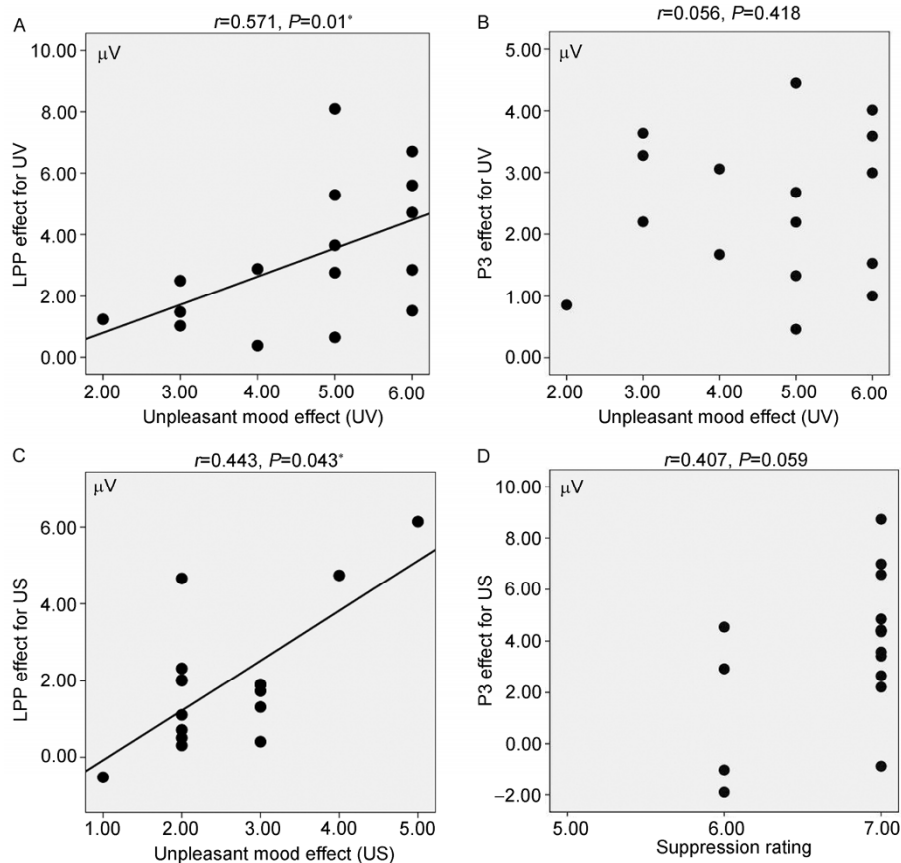 A
r=0.571, P=0.01*
μV
10.00
8.00
6.00
4.00
2.00
0.00
LPP effect for UV
2.00 3.00 4.00 5.00 6.00
Unpleasant mood effect (UV)
B
r=0.056, P=0.418
μV
5.00
4.00
3.00
2.00
1.00
0.00
P3 effect for UV
2.00 3.00 4.00 5.00 6.00
Unpleasant mood effect (UV)
C
r=0.443, P=0.043*
μV
6.00
4.00
2.00
0.00
LPP effect for US
1.00 2.00 3.00 4.00 5.00
Unpleasant mood effect (US)
D
r=0.407, P=0.059
μV
10.00
8.00
6.00
4.00
2.00
0.00
−2.00
P3 effect for US
5.00 6.00 7.00
Suppression rating